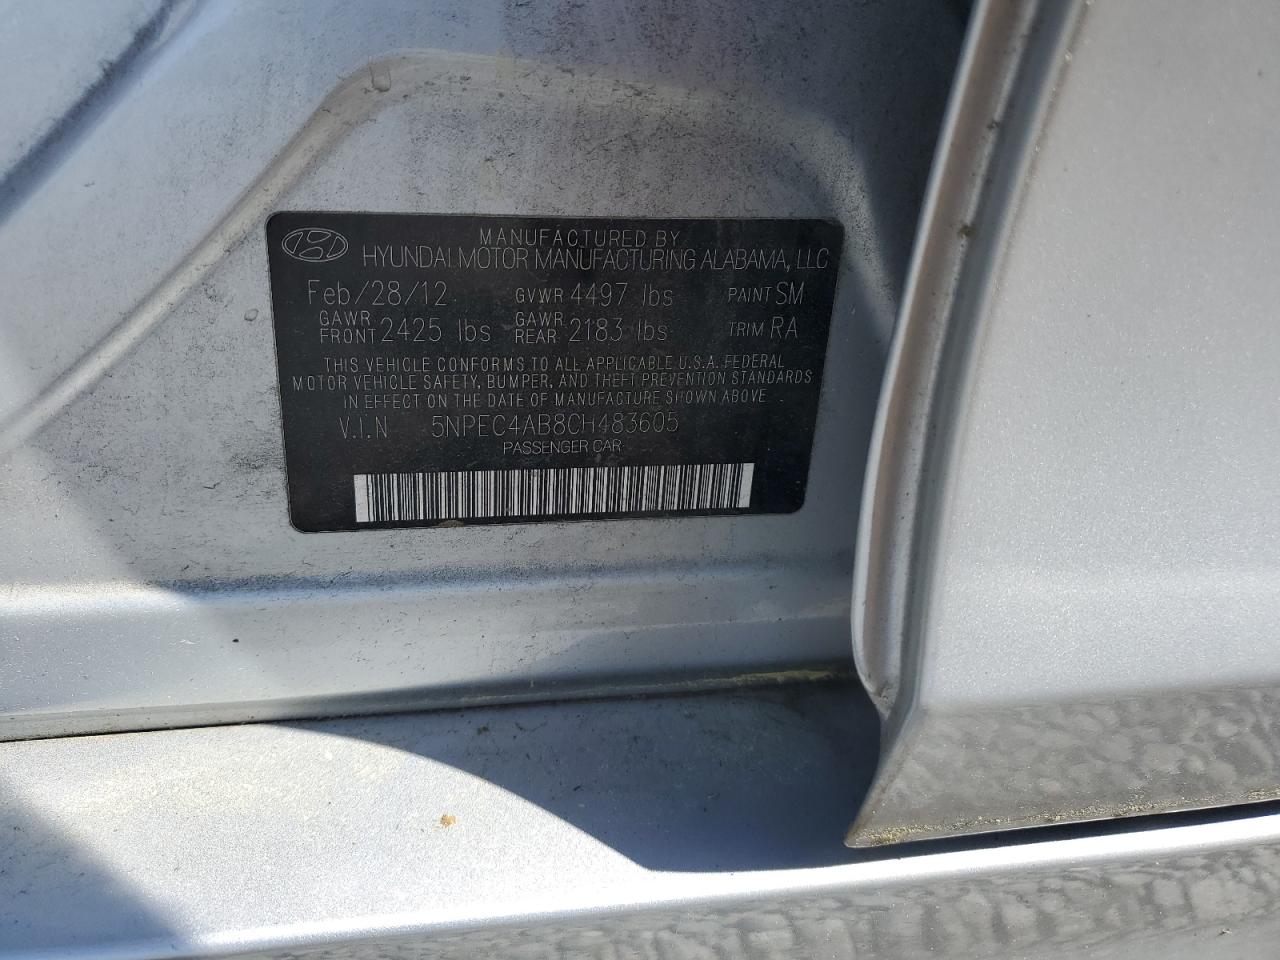 MANUFACTURED BY
HYUNDAI MOTOR MANUFACTURING ALABAMA, LLC
Feb/28/12 GVWR 4497 lbs PAINT SM
GAWR FRONT 2425 lbs GAWR REAR 2183 lbs TRIM RA
THIS VEHICLE CONFORMS TO ALL APPLICABLE U.S.A. FEDERAL
MOTOR VEHICLE SAFETY, BUMPER, AND THEFT PREVENTION STANDARDS
IN EFFECT ON THE DATE OF MANUFACTURE SHOWN ABOVE
V.I.N 5NPEC4AB8CH483605
PASSENGER CAR